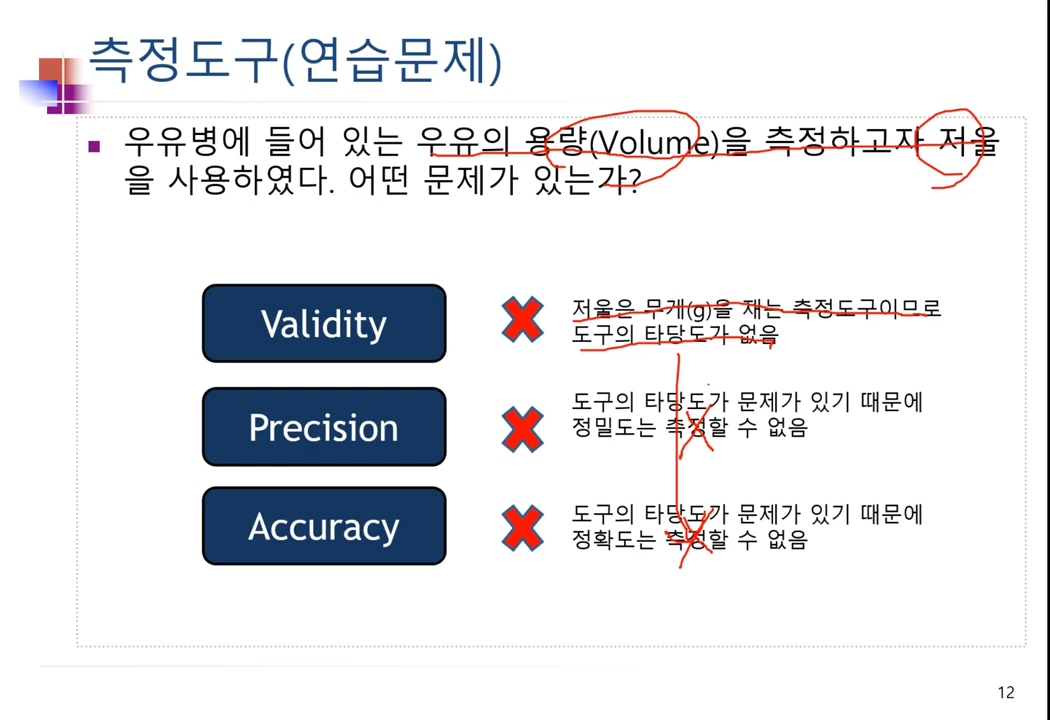 측정도구(연습문제)
우유병에 들어 있는 우유의 용량(Volume)을 측정하고자 저울
을 사용하였다. 어떤 문제가 있는가?
Validity
저울은 무게(g)을 재는 측정도구이므로
도구의 타당도가 없음
Precision
도구의 타당도가 문제가 있기 때문에
정밀도는 측정할 수 없음
Accuracy
도구의 타당도가 문제가 있기 때문에
정확도는 측정할 수 없음
12